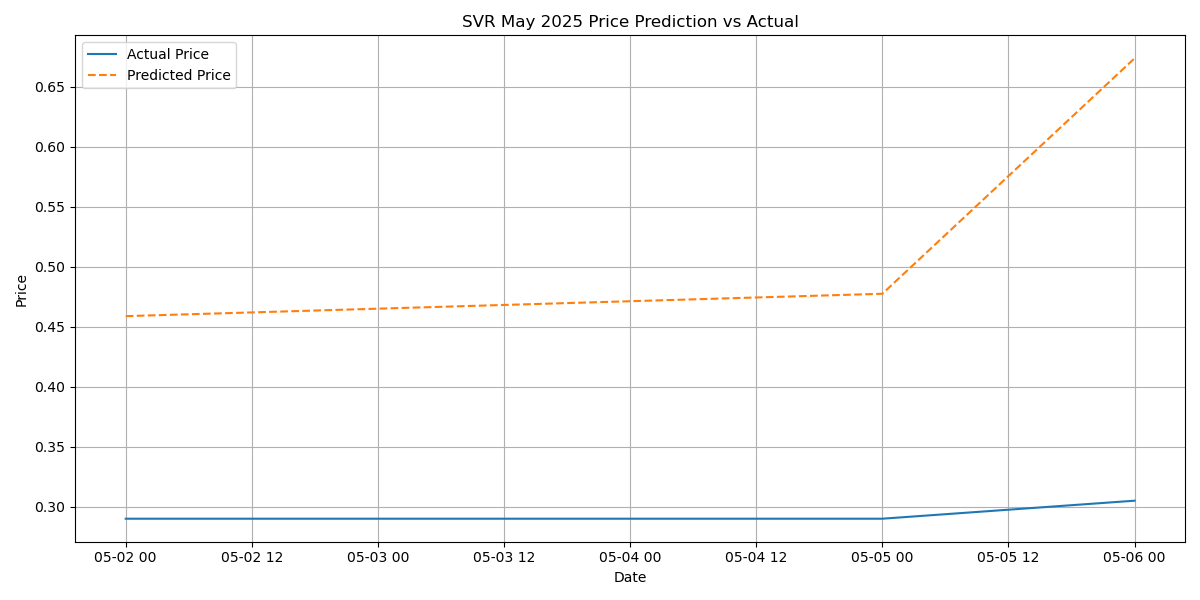 SVR May 2025 Price Prediction vs Actual
Actual Price
Predicted Price
Price
0.65
0.60
0.55
0.50
0.45
0.40
0.35
0.30
05-02 00 05-02 12 05-03 00 05-03 12 05-04 00 05-04 12 05-05 00 05-05 12 05-06 00
Date